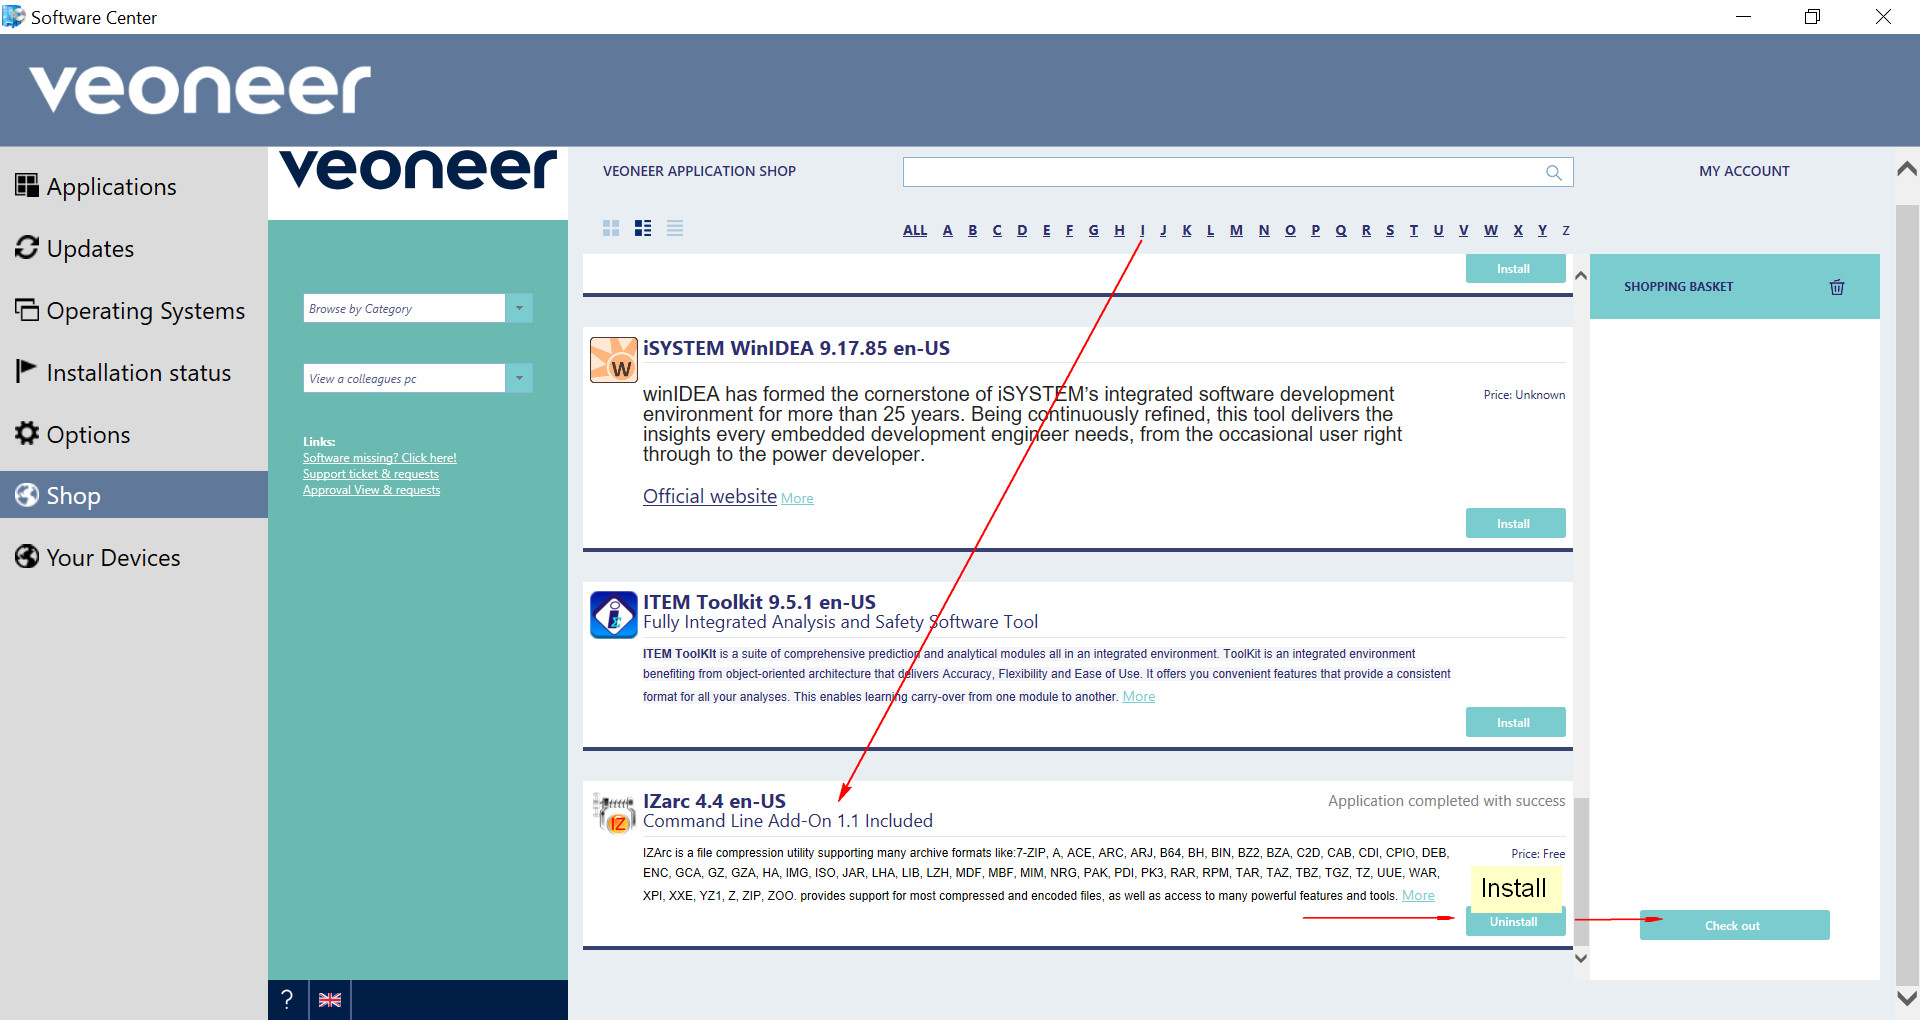 Software Center
veoneer
Applications
Updates
Operating Systems
Installation status
Options
Shop
Your Devices
veoneer
Browse by Category
View a colleagues pc
Links:
Software missing? Click here!
Support ticket & requests
Approval View & requests
?
VEONEER APPLICATION SHOP
MY ACCOUNT
ALL A B C D E F G H I J K L M N O P Q R S T U V W X Y Z
Install
SHOPPING BASKET
W
iSYSTEM WinIDEA 9.17.85 en-US
winIDEA has formed the cornerstone of iSYSTEM's integrated software development
environment for more than 25 years. Being continuously refined, this tool delivers the
insights every embedded development engineer needs, from the occasional user right
through to the power developer.
Price: Unknown
Official website More
Install
ITEM Toolkit 9.5.1 en-US
Fully Integrated Analysis and Safety Software Tool
ITEM ToolKIt is a suite of comprehensive prediction and analytical modules all in an integrated environment. ToolKit is an integrated environment
benefiting from object-oriented architecture that delivers Accuracy, Flexibility and Ease of Use. It offers you convenient features that provide a consistent
format for all your analyses. This enables learning carry-over from one module to another. More
Install
IZ
IZarc 4.4 en-US
Application completed with success
Command Line Add-On 1.1 Included
IZArc is a file compression utility supporting many archive formats like:7-ZIP, A, ACE, ARC, ARJ, B64, BH, BIN, BZ2, BZA, C2D, CAB, CDI, CPIO, DEB,
ENC, GCA, GZ, GZA, HA, IMG, ISO, JAR, LHA, LIB, LZH, MDF, MBF, MIM, NRG, PAK, PDI, PK3, RAR, RPM, TAR, TAZ, TBZ, TGZ, TZ, UUE, WAR,
XPI, XXE, YZ1, Z, ZIP, ZOO. provides support for most compressed and encoded files, as well as access to many powerful features and tools. More
Price: Free
Install
Uninstall
Check out